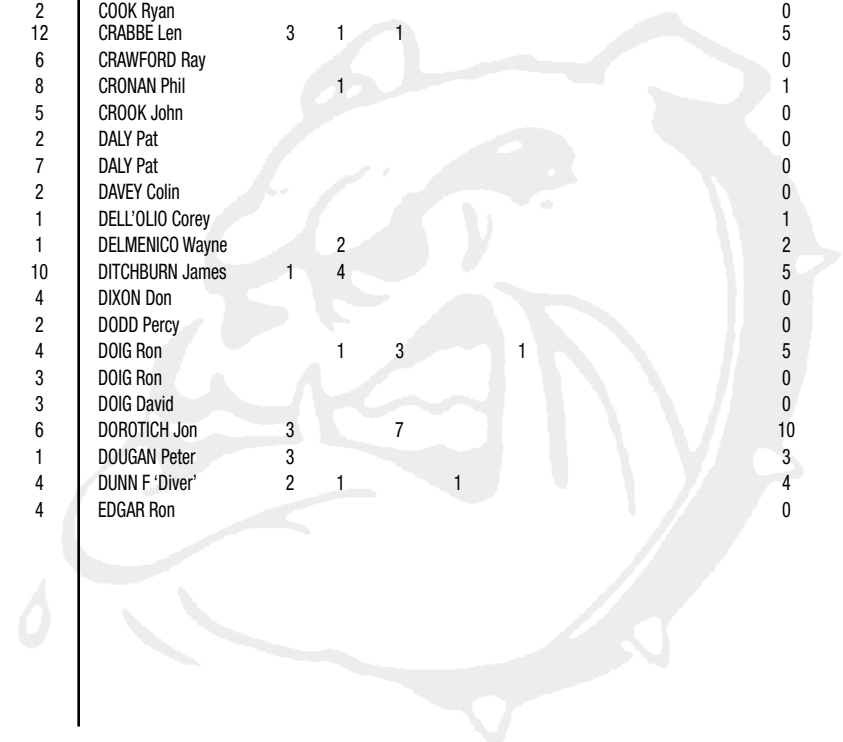 2 COOK Ryan 0
12 CRABBE Len 3 1 1 5
6 CRAWFORD Ray 0
8 CRONAN Phil 1 1
5 CROOK John 0
2 DALY Pat 0
7 DALY Pat 0
2 DAVEY Colin 0
1 DELL'OLIO Corey 1
1 DELMENICO Wayne 2 2
10 DITCHBURN James 1 4 5
4 DIXON Don 0
2 DODD Percy 0
4 DOIG Ron 1 3 1 5
3 DOIG Ron 0
3 DOIG David 0
6 DOROTICH Jon 3 7 10
1 DOUGAN Peter 3 3
4 DUNN F 'Diver' 2 1 1 4
4 EDGAR Ron 0